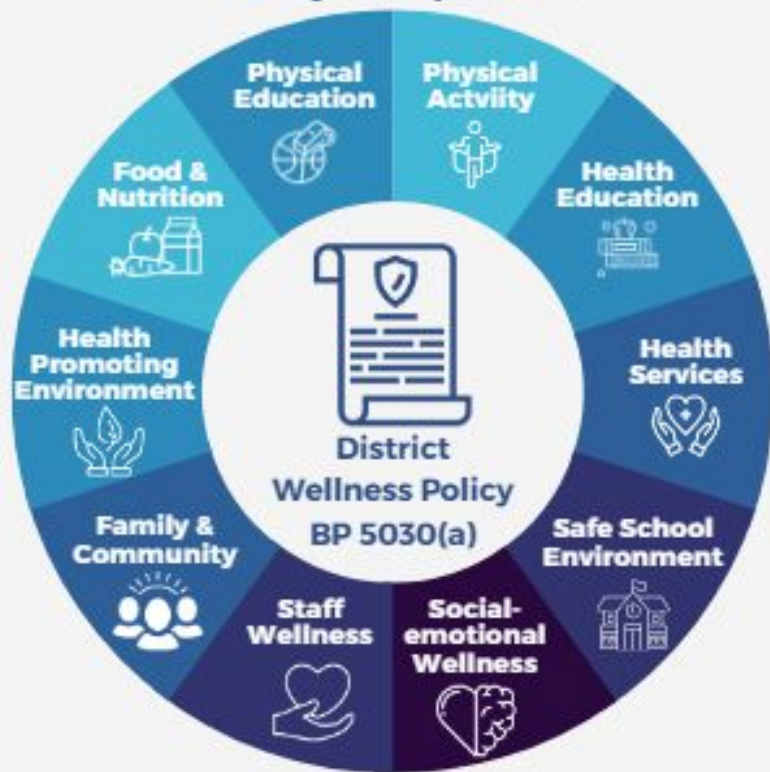 Physical
Education
Physical
Actvliity
Health
Education
Health
Services
Safe School
Environment
Social-
emotional
Wellness
Staff
Wellness
Family &
Community
Health
Promoting
Environment
Food &
Nutrition
District
Wellness Policy
BP 5030(a)